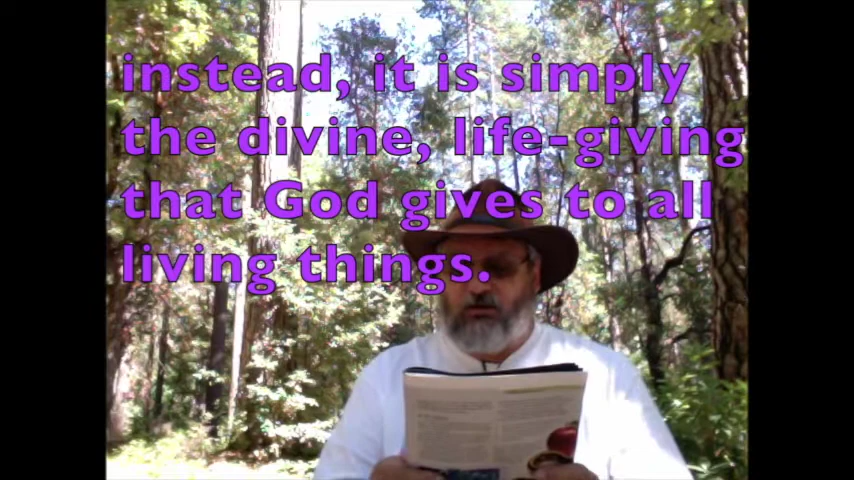 instead, it is simply
the divine, life-giving
that God gives to all
living things.